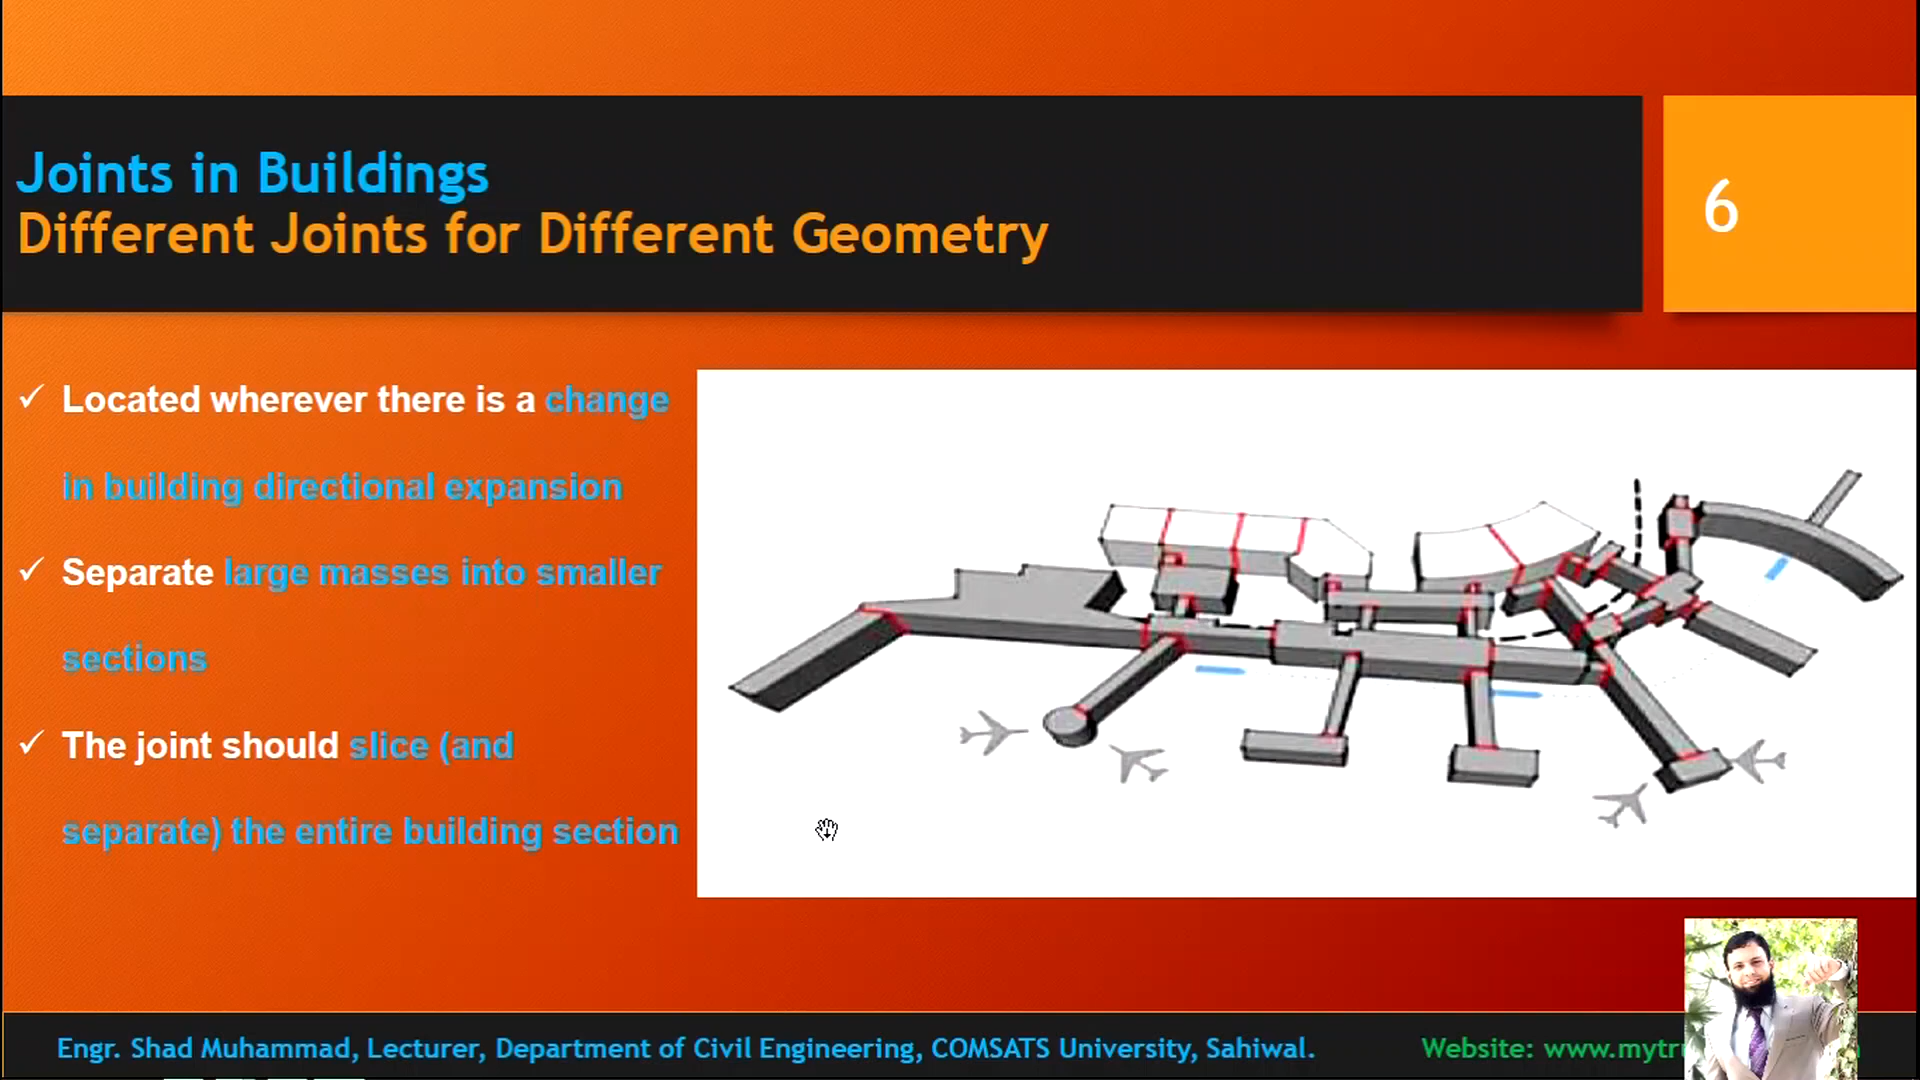 Joints in Buildings
Different Joints for Different Geometry
6
✓ Located wherever there is a change
in building directional expansion
✓ Separate large masses into smaller
sections
✓ The joint should slice (and
separate) the entire building section
Engr. Shad Muhammad, Lecturer, Department of Civil Engineering, COMSATS University, Sahiwal.
Website: